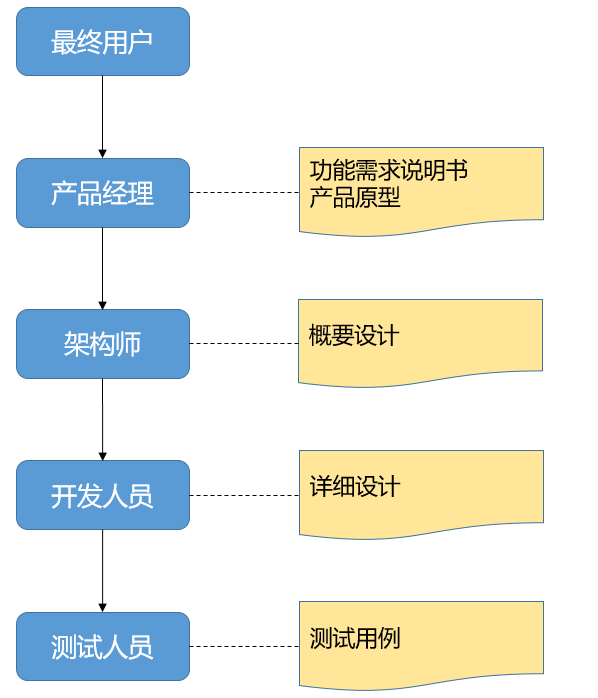 最终用户
产品经理
功能需求说明书
产品原型
架构师
概要设计
开发人员
详细设计
测试人员
测试用例